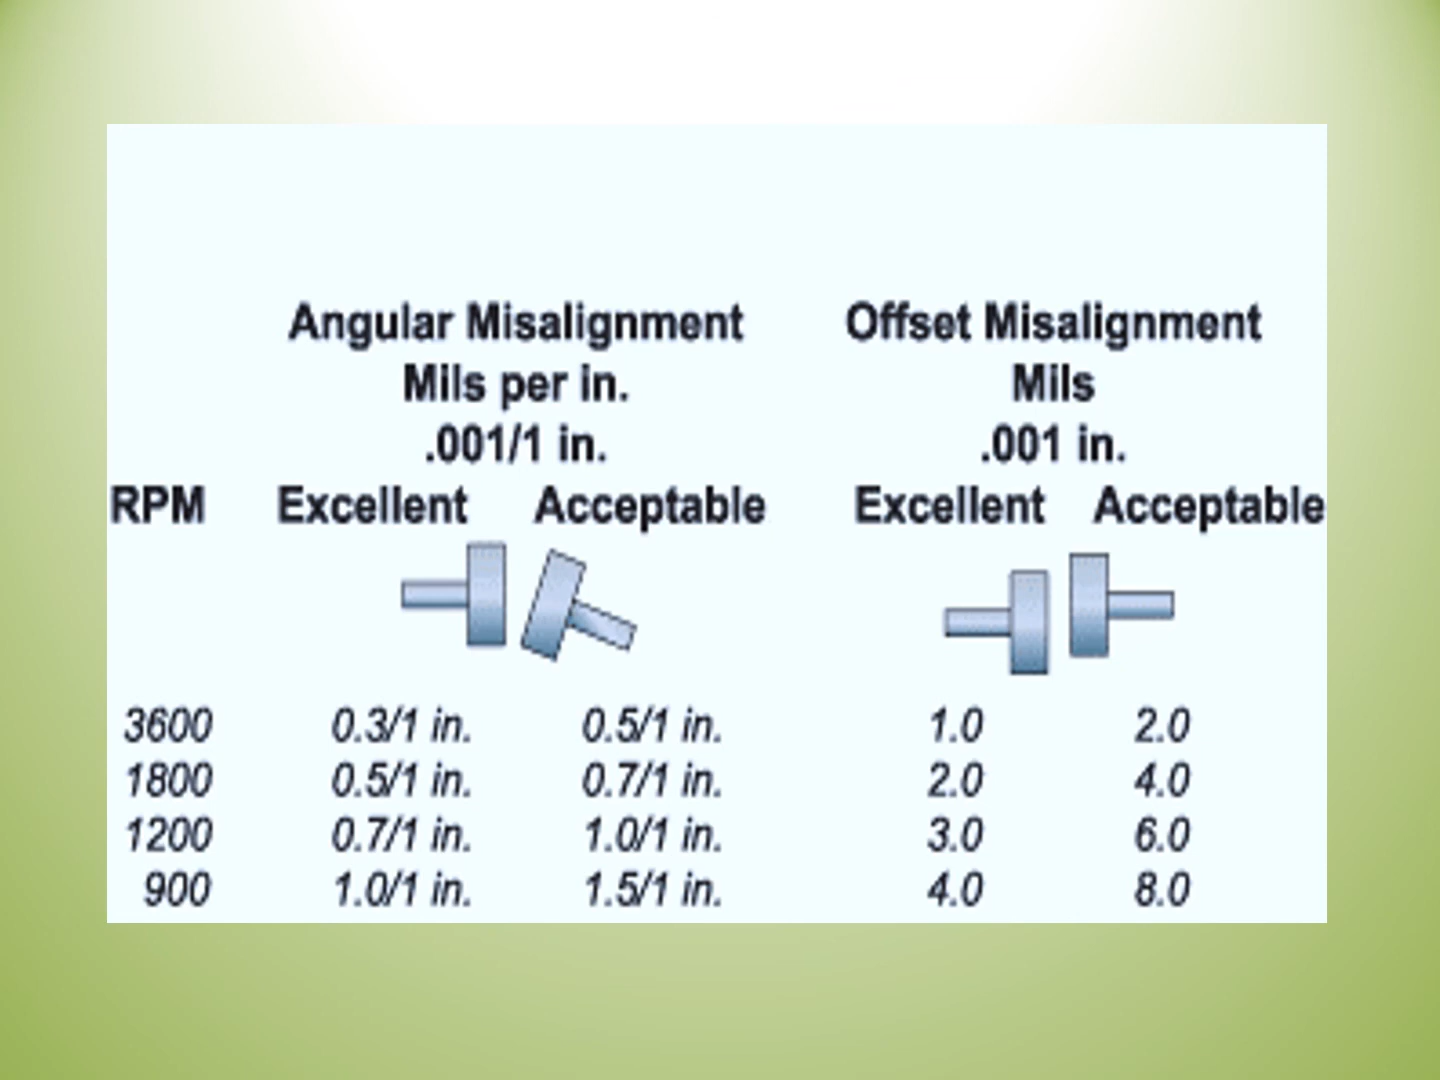 Angular Misalignment Offset Misalignment
Mils per in. Mils
.001/1 in. .001 in.
RPM Excellent Acceptable Excellent Acceptable
3600 0.3/1 in. 0.5/1 in. 1.0 2.0
1800 0.5/1 in. 0.7/1 in. 2.0 4.0
1200 0.7/1 in. 1.0/1 in. 3.0 6.0
900 1.0/1 in. 1.5/1 in. 4.0 8.0